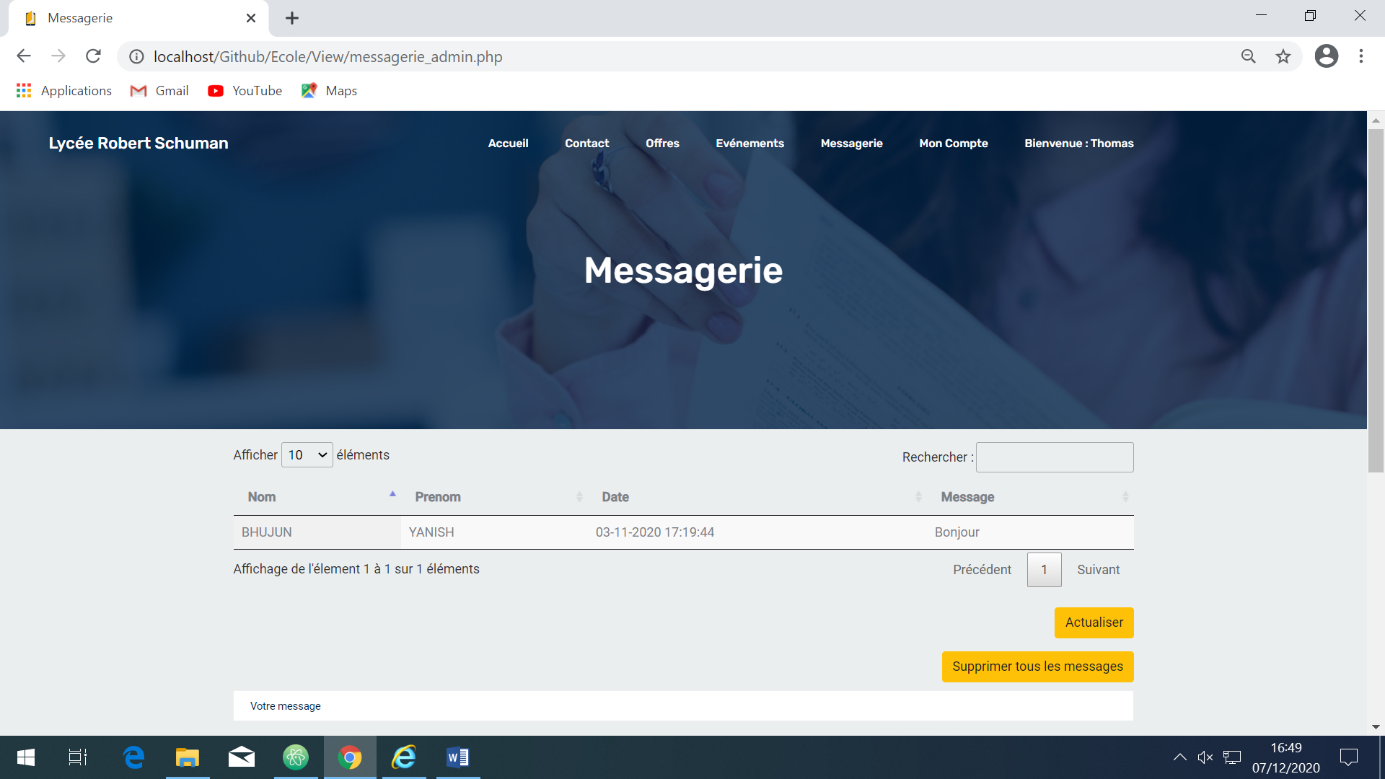 Messagerie
localhost/Github/Ecole/View/messagerie_admin.php
Applications Gmail YouTube Maps
Lycée Robert Schuman Accueil Contact Offres Evénements Messagerie Mon Compte Bienvenue : Thomas
Messagerie
Afficher 10 éléments Rechercher :
Nom Prenom Date Message
BHUJUN YANISH 03-11-2020 17:19:44 Bonjour
Affichage de l'élement 1 à 1 sur 1 éléments Précédent 1 Suivant
Actualiser
Supprimer tous les messages
Votre message
16:49
07/12/2020